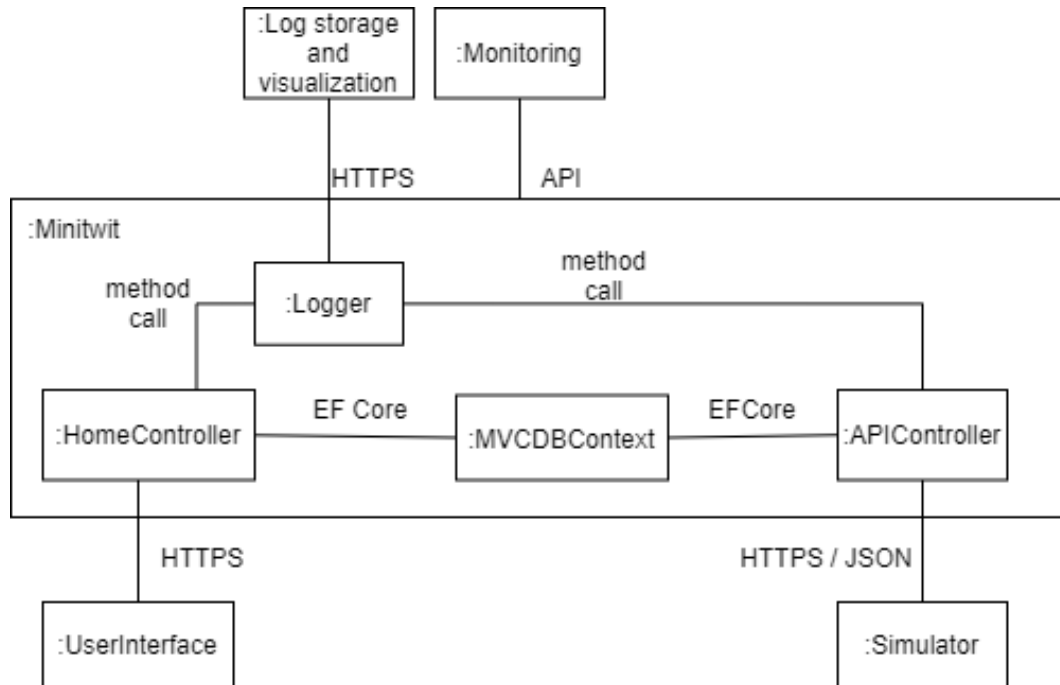 :Log storage
and
visualization
:Monitoring
HTTPS
API
:Minitwit
method
call
:Logger
method
call
:HomeController
EF Core
:MVCDBContext
EFCore
:APIController
HTTPS
HTTPS / JSON
:UserInterface
:Simulator